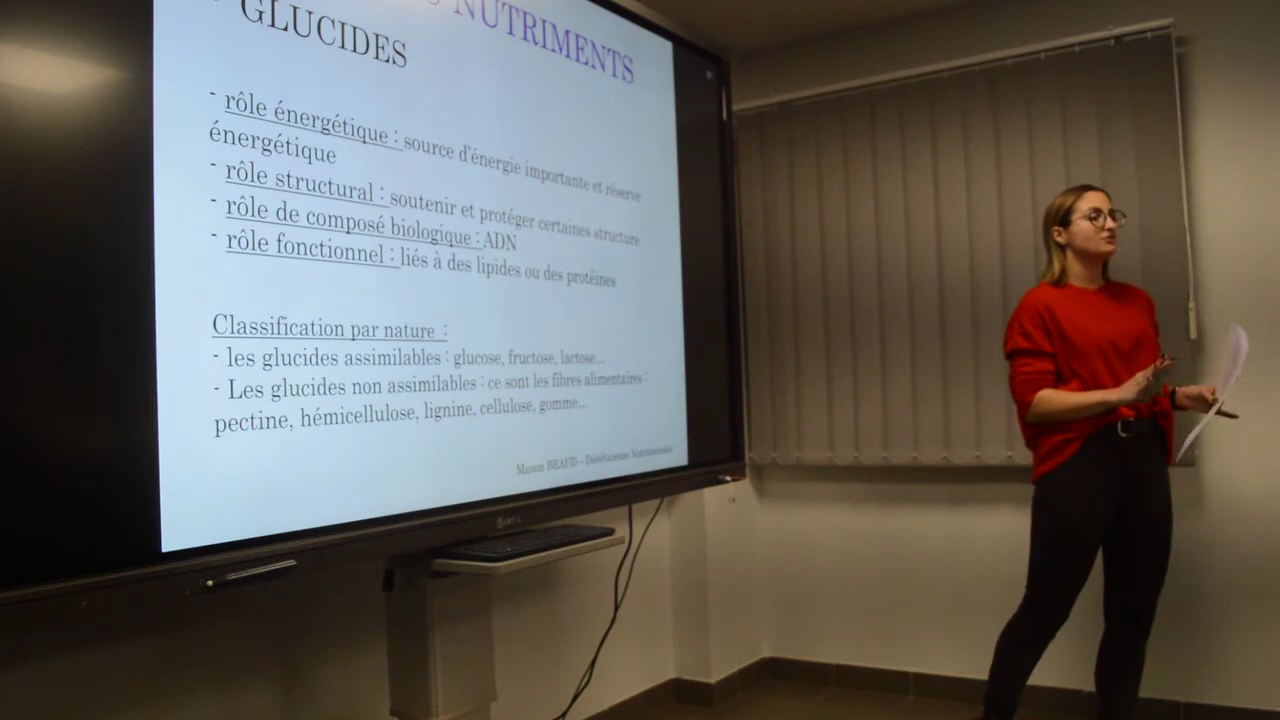 NUTRIMENTS
GLUCIDES
- rôle énergétique : source d'énergie importante et réserve
énergétique
- rôle structural : soutenir et protéger certaines structure
- rôle de composé biologique : ADN
- rôle fonctionnel : liés à des lipides ou des protéines
Classification par nature :
- les glucides assimilables : glucose, fructose, lactose...
- Les glucides non assimilables : ce sont les fibres alimentaires :
pectine, hémicellulose, lignine, cellulose, gomme...
BEAUD – Diététicienne Nutritionniste